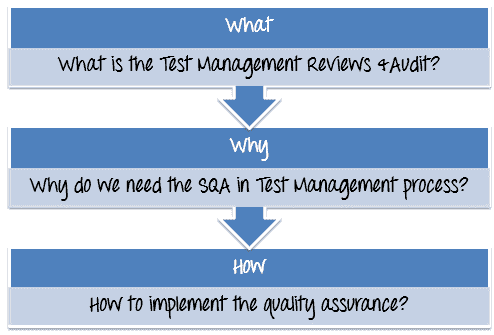 What
What is the Test Management Reviews &Audit?
Why
Why do we need the SQA in Test Management process?
How
How to implement the quality assurance?